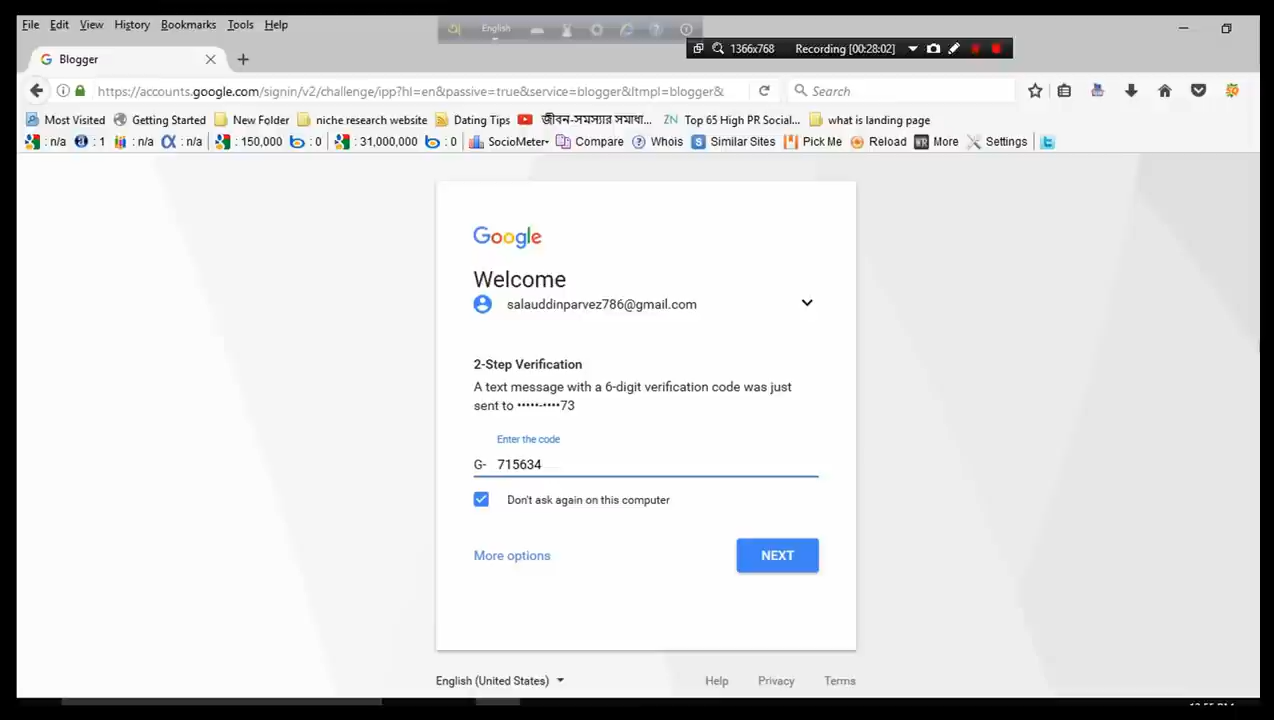 File Edit View History Bookmarks Tools Help
English
1366x768 Recording [00:28:02]
Blogger
https://accounts.google.com/signin/v2/challenge/ipp?hl=en&passive=true&service=blogger&ltmpl=blogger&
Search
Most Visited Getting Started New Folder niche research website Dating Tips জীবন-সমস্যার সমাধা... ZN Top 65 High PR Social... what is landing page
: n/a : 1 : n/a : n/a : 150,000 : 0 : 31,000,000 : 0 SocioMeter Compare Whois Similar Sites Pick Me Reload More Settings
Google
Welcome
salauddinparvez786@gmail.com
2-Step Verification
A text message with a 6-digit verification code was just
sent to •••••-••••73
Enter the code
G- 715634
Don't ask again on this computer
More options NEXT
English (United States) Help Privacy Terms